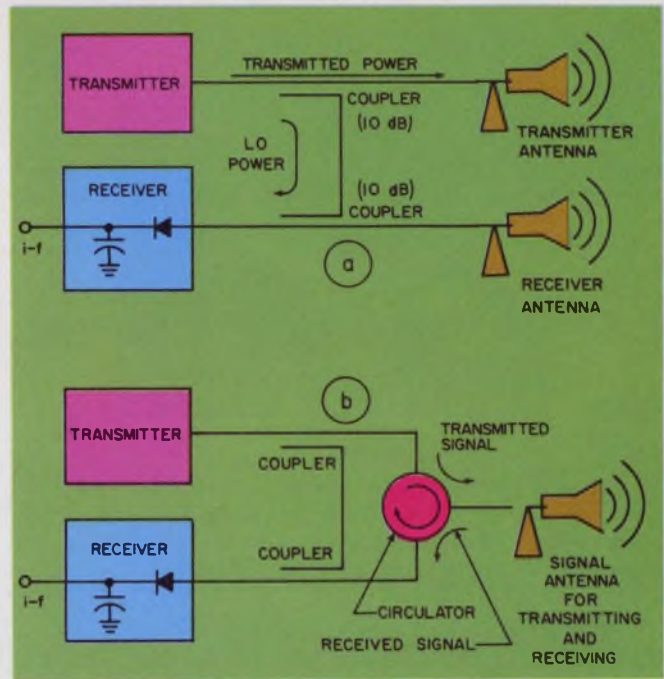 TRANSMITTER
TRANSMITTED POWER
COUPLER
(10 dB)
TRANSMITTER
ANTENNA
LO
POWER
RECEIVER
(10 dB)
COUPLER
i-f
a
RECEIVER
ANTENNA
b
TRANSMITTER
TRANSMITTED
SIGNAL
COUPLER
RECEIVER
COUPLER
i-f
CIRCULATOR
RECEIVED SIGNAL
SIGNAL
ANTENNA
FOR
TRANSMITTING
AND
RECEIVING